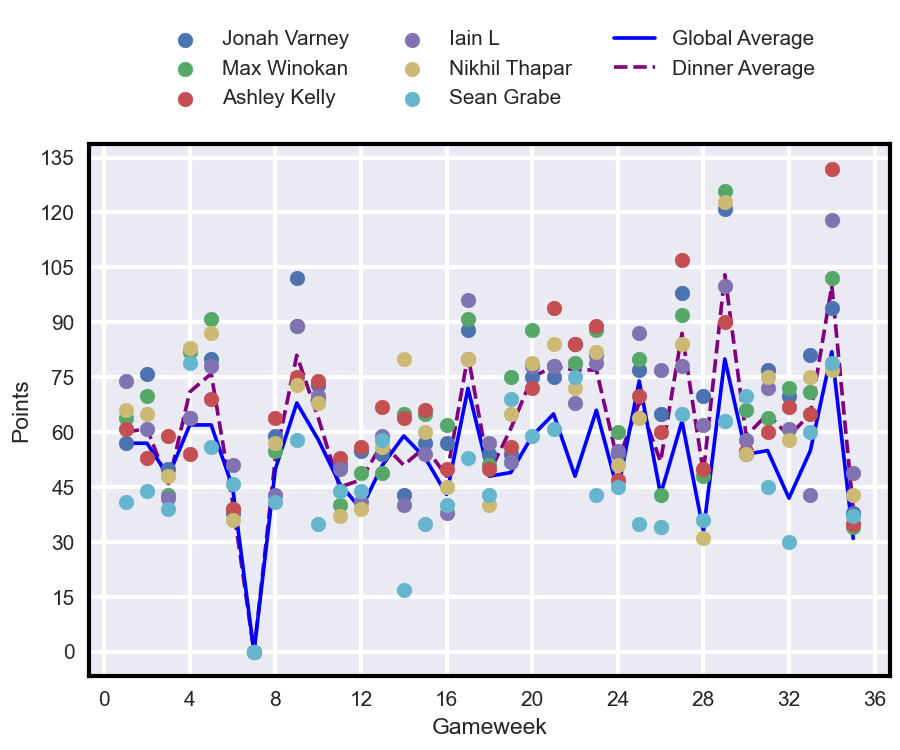 Jonah Varney
Max Winokan
Ashley Kelly
Iain L
Nikhil Thapar
Sean Grabe
Global Average
Dinner Average
Points
135
120
105
90
75
60
45
30
15
0
0 4 8 12 16 20 24 28 32 36
Gameweek